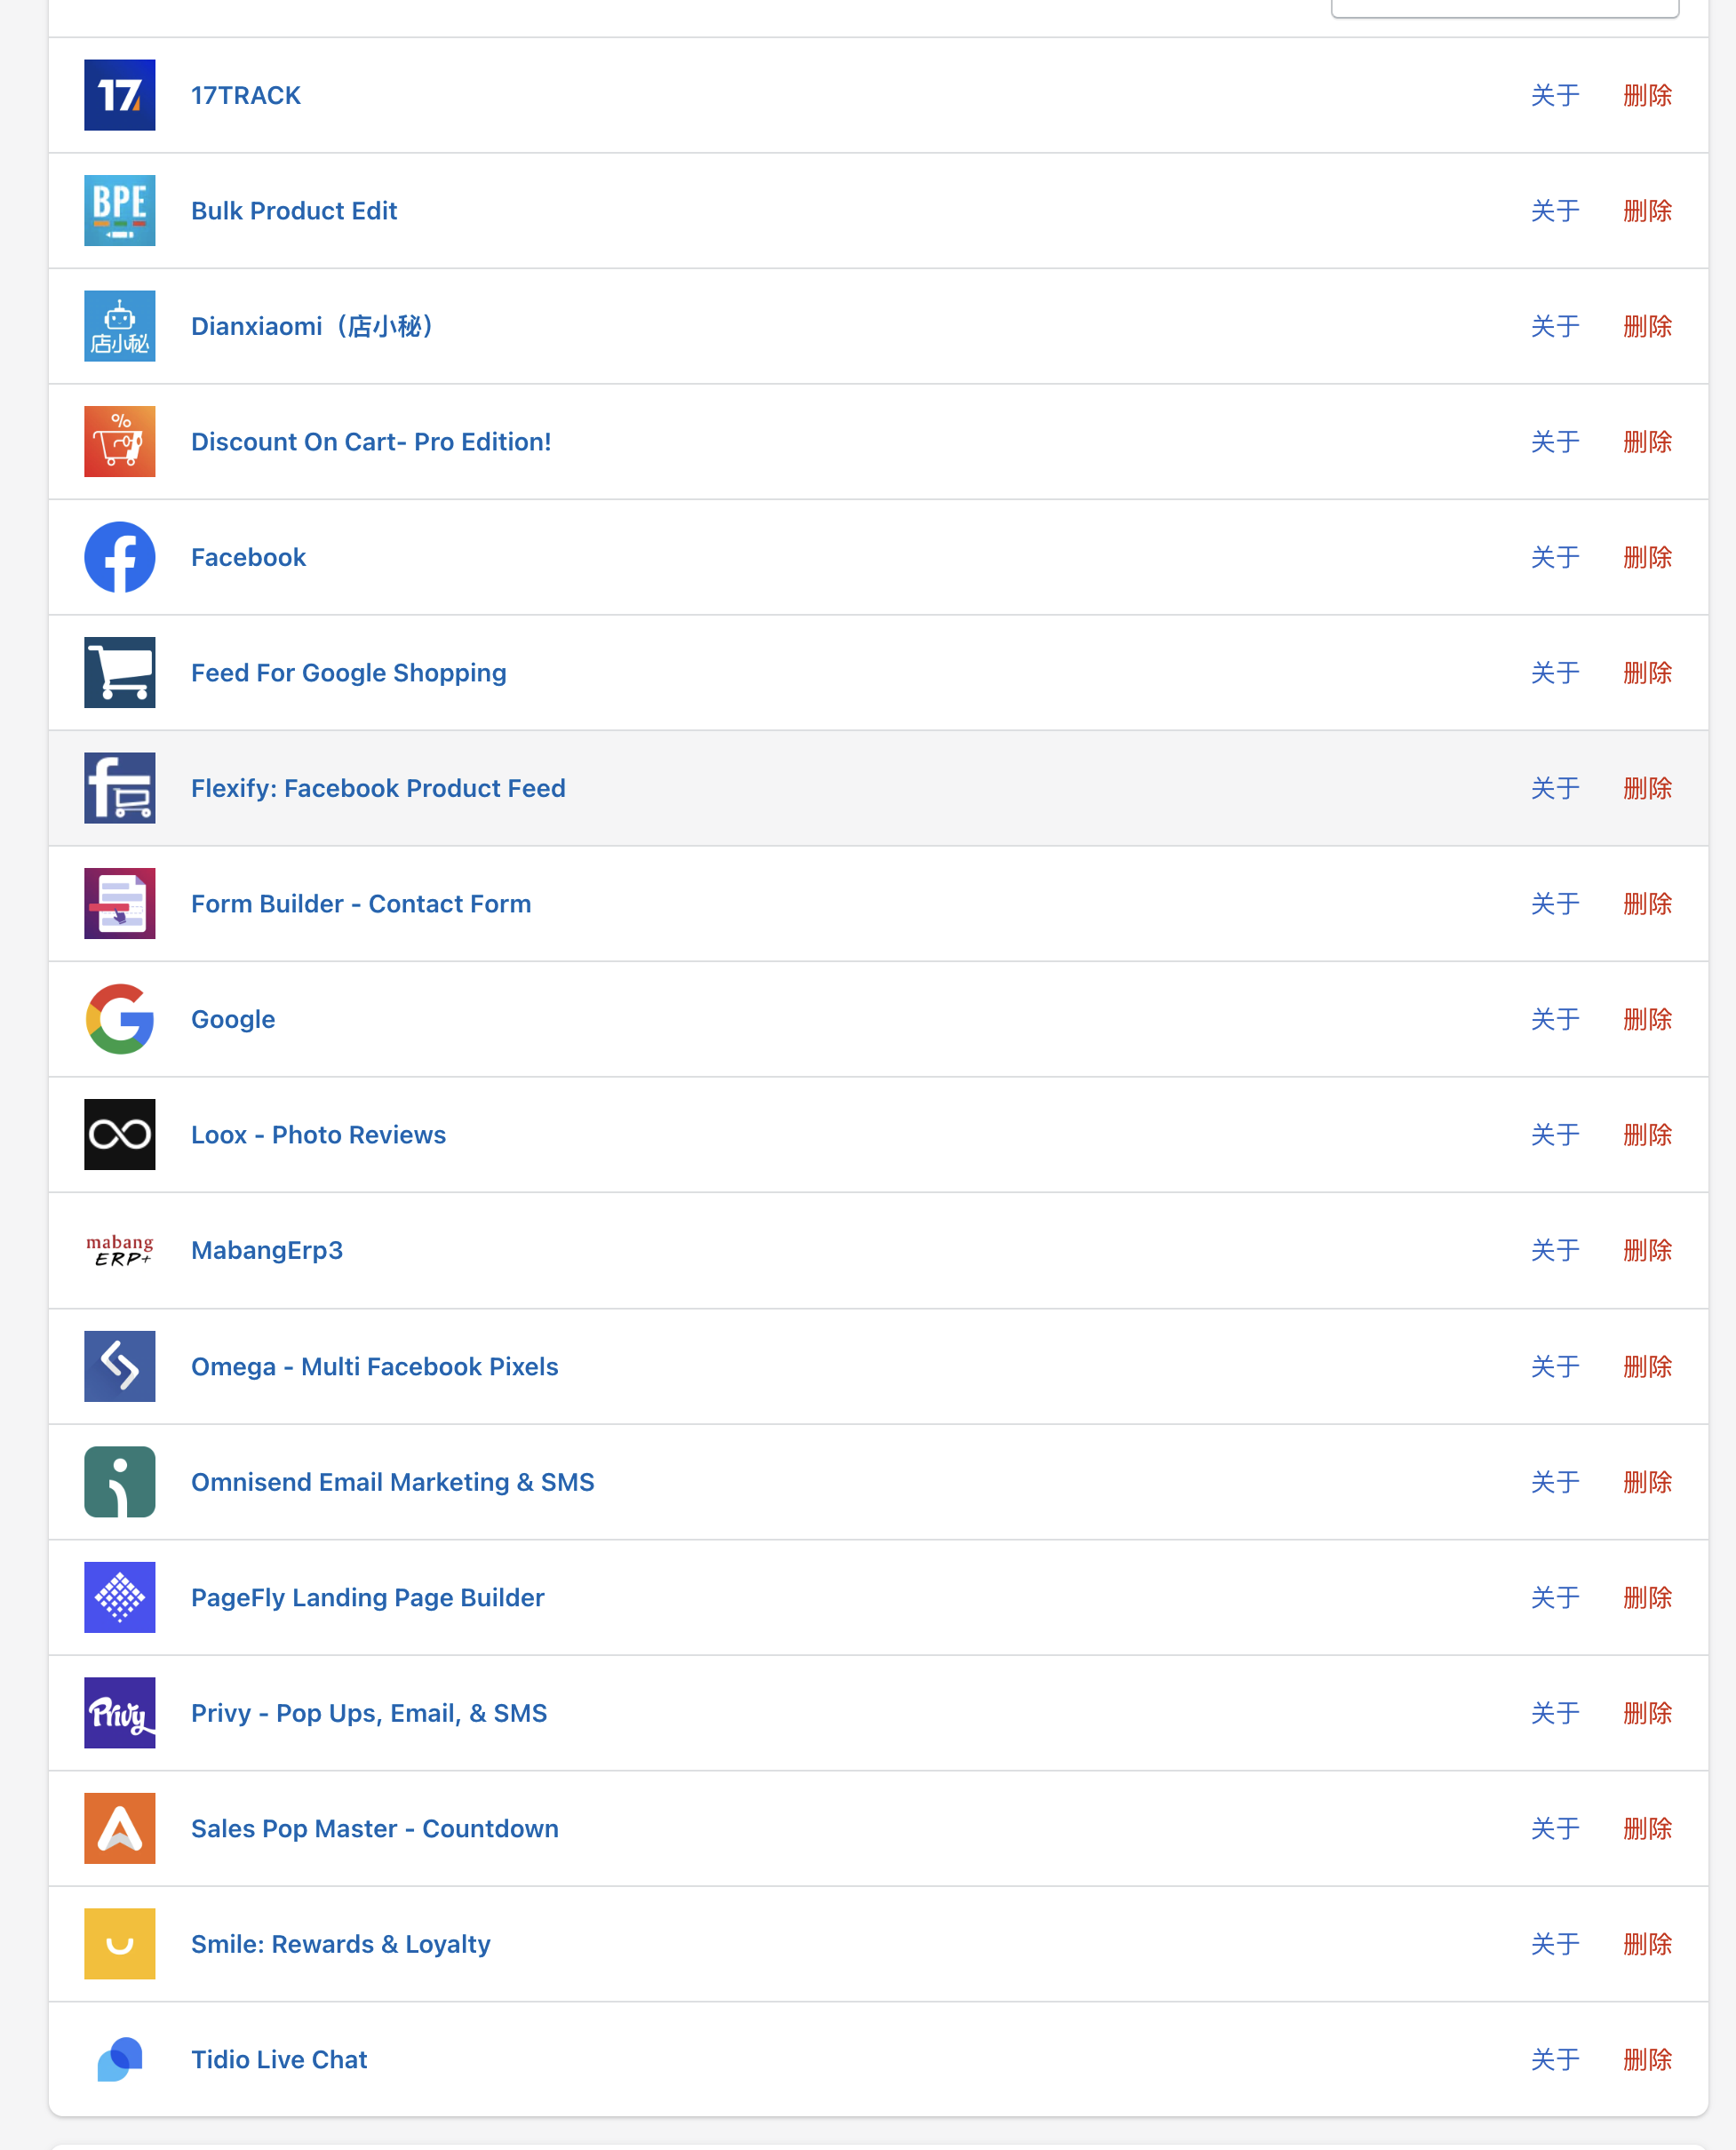 17 17TRACK 关于 删除
BPE Bulk Product Edit 关于 删除
店小秘 Dianxiaomi（店小秘） 关于 删除
% Discount On Cart- Pro Edition! 关于 删除
Facebook 关于 删除
Feed For Google Shopping 关于 删除
Flexify: Facebook Product Feed 关于 删除
Form Builder - Contact Form 关于 删除
Google 关于 删除
Loox - Photo Reviews 关于 删除
mabang
ERP+ MabangErp3 关于 删除
Omega - Multi Facebook Pixels 关于 删除
Omnisend Email Marketing & SMS 关于 删除
PageFly Landing Page Builder 关于 删除
Privy Privy - Pop Ups, Email, & SMS 关于 删除
Sales Pop Master - Countdown 关于 删除
Smile: Rewards & Loyalty 关于 删除
Tidio Live Chat 关于 删除